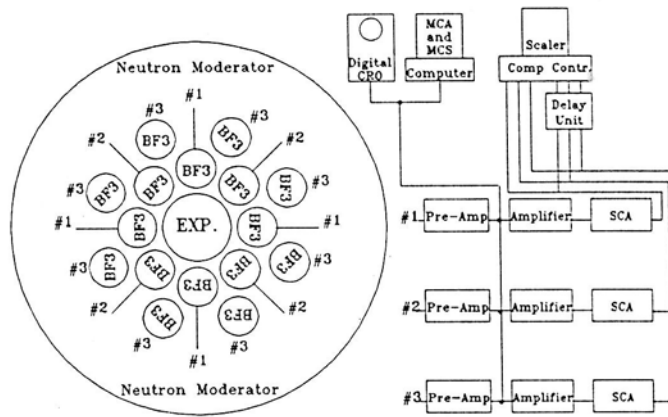 Neutron Moderator
#1
#3
#3
BF3
BF3
#2
#2
BF3
#3
BF3
BF3
#3
BF3
BF3
#1
BF3
EXP.
BF3
#1
#3
BF3
BF3
BF3
BF3
#3
#2
BF3
#2
BF3
BF3
#3
#1
#3
Neutron Moderator
Digital
CRO
MCA
and
MCS
Computer
Scaler
Comp Contr.
Delay
Unit
#1
Pre-Amp
Amplifier
SCA
#2
Pre-Amp
Amplifier
SCA
#3
Pre-Amp
Amplifier
SCA